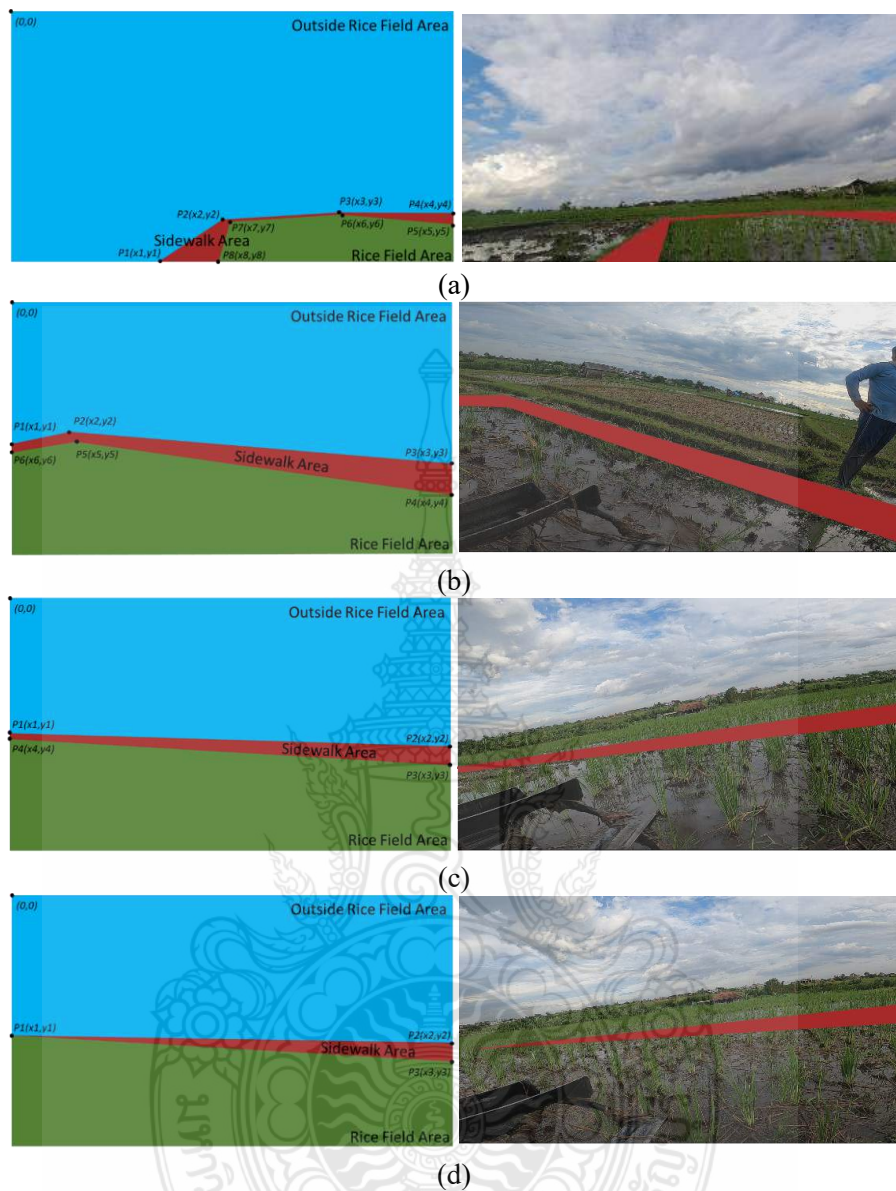 (0,0)
Outside Rice Field Area
P3(x3,y3)
P4(x4,y4)
P2(x2,y2)
P7(x7,y7)
P6(x6,y6)
P5(x5,y5)
Sidewalk Area
P1(x1,y1)
P8(x8,y8)
Rice Field Area
(a)
(0,0)
Outside Rice Field Area
P1(x1,y1)
P2(x2,y2)
P6(x6,y6)
P5(x5,y5)
Sidewalk Area
P3(x3,y3)
P4(x4,y4)
Rice Field Area
(b)
(0,0)
Outside Rice Field Area
P1(x1,y1)
P4(x4,y4)
Sidewalk Area
P2(x2,y2)
P3(x3,y3)
Rice Field Area
(c)
(0,0)
Outside Rice Field Area
P1(x1,y1)
P2(x2,y2)
Sidewalk Area
P3(x3,y3)
Rice Field Area
(d)